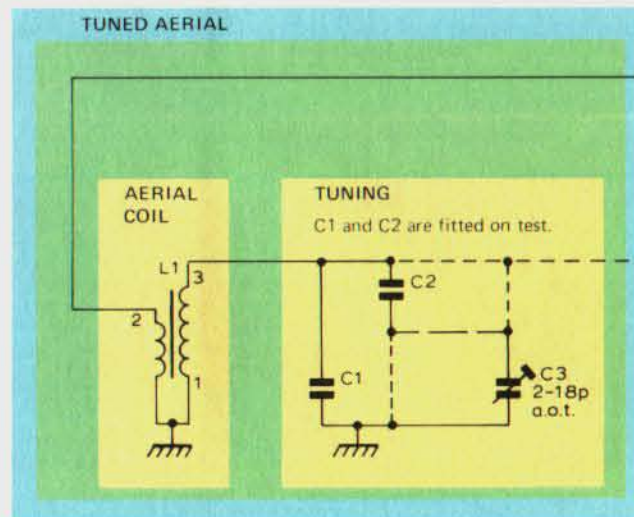 TUNED AERIAL
AERIAL
COIL
TUNING
C1 and C2 are fitted on test.
L1
3
2
1
C2
C1
C3
2-18p
a.o.t.